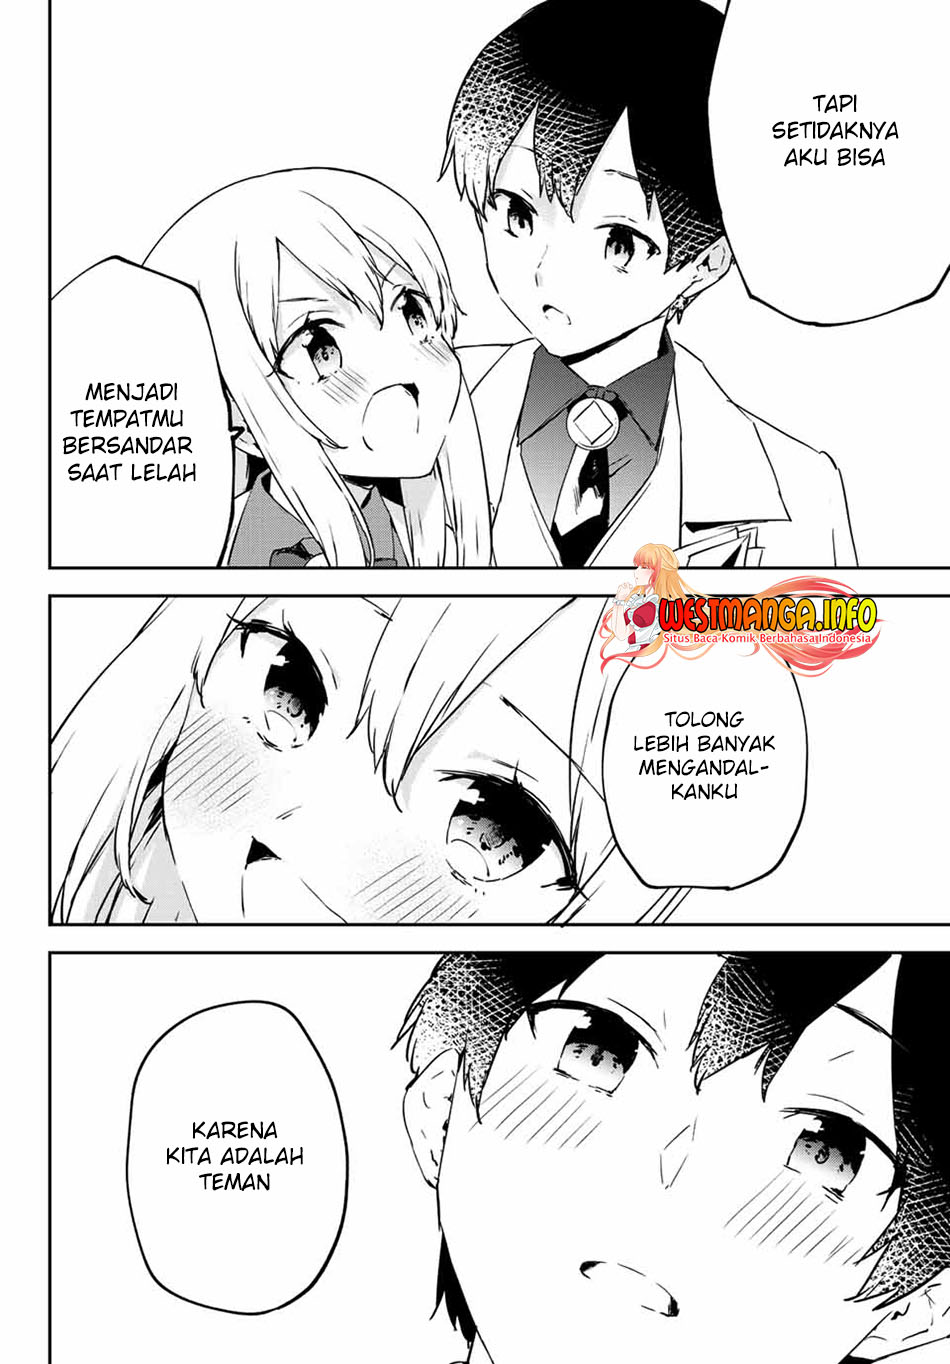 TAPI
SETIDAKNYA
AKU BISA
MENJADI
TEMPATMU
BERSANDAR
SAAT LELAH
WESTMANGA.INFO
Situs Baca Komik Berbahasa Indonesia
TOLONG
LEBIH BANYAK
MENGANDAL-
KANKU
KARENA
KITA ADALAH
TEMAN